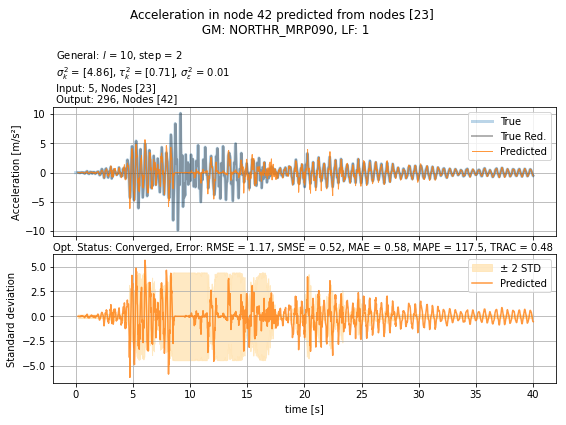 Acceleration in node 42 predicted from nodes [23]
GM: NORTHR_MRP090, LF: 1
General: l = 10, step = 2
σ²ₖ = [4.86], τ²ₖ = [0.71], σ²ε = 0.01
Input: 5, Nodes [23]
Output: 296, Nodes [42]
Acceleration [m/s²]
10
5
0
−5
−10
True
True Red.
Predicted
Opt. Status: Converged, Error: RMSE = 1.17, SMSE = 0.52, MAE = 0.58, MAPE = 117.5, TRAC = 0.48
Standard deviation
5.0
2.5
0.0
−2.5
−5.0
± 2 STD
Predicted
0 5 10 15 20 25 30 35 40
time [s]